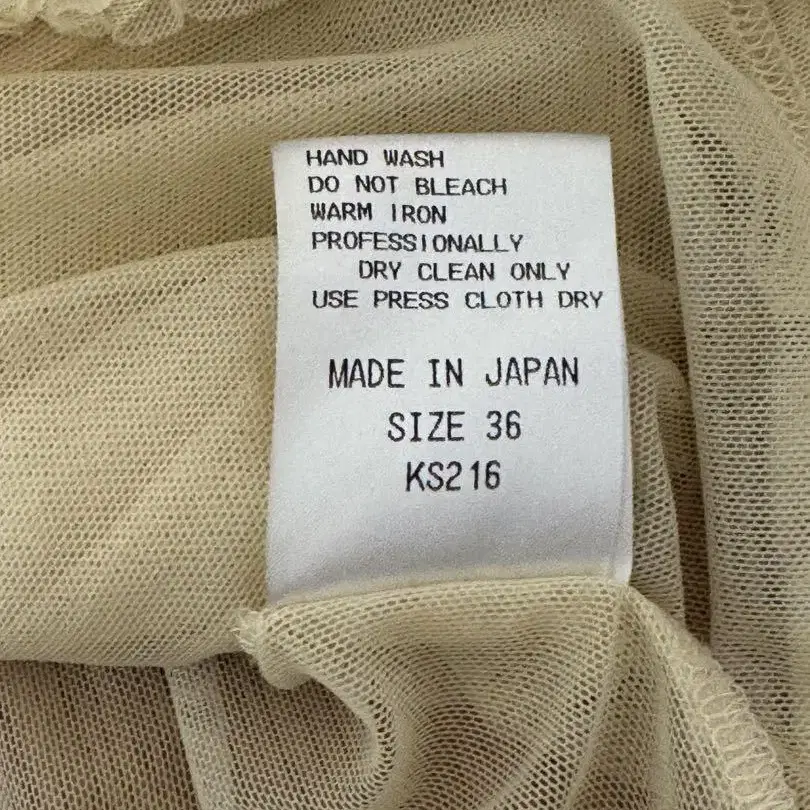 HAND WASH
DO NOT BLEACH
WARM IRON
PROFESSIONALLY
DRY CLEAN ONLY
USE PRESS CLOTH DRY
MADE IN JAPAN
SIZE 36
KS216